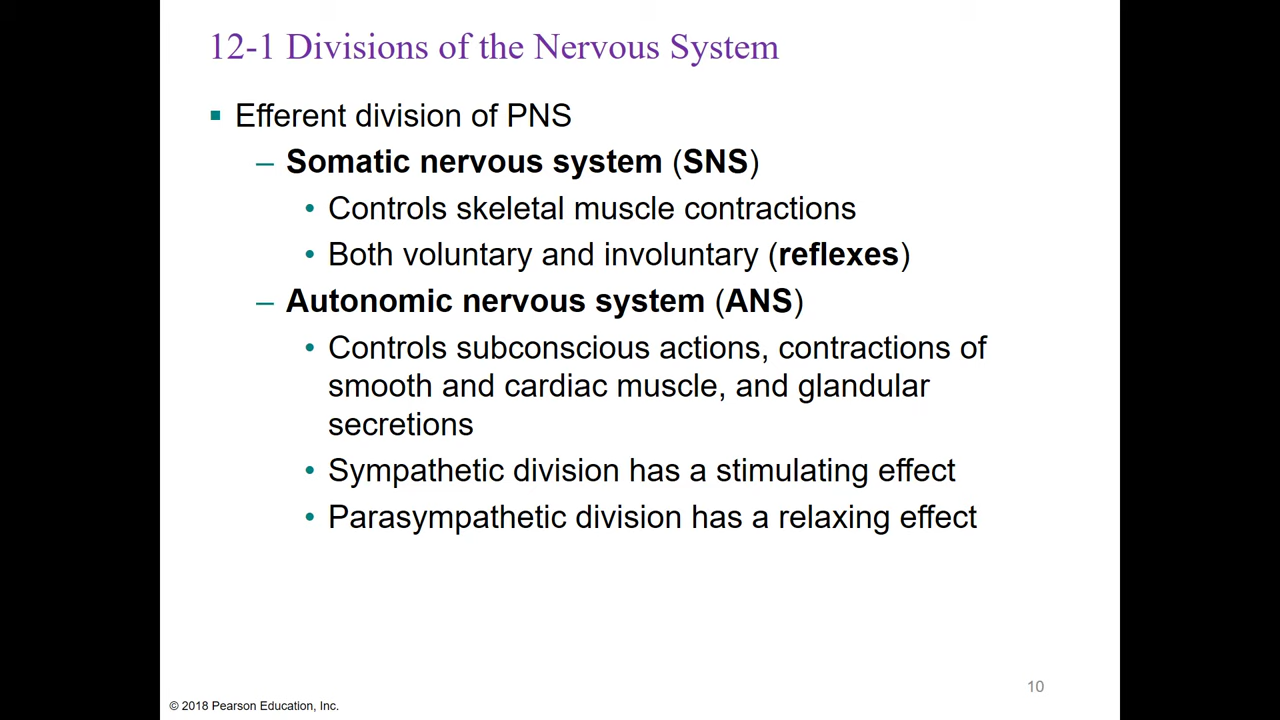 12-1 Divisions of the Nervous System
▪ Efferent division of PNS
– Somatic nervous system (SNS)
• Controls skeletal muscle contractions
• Both voluntary and involuntary (reflexes)
– Autonomic nervous system (ANS)
• Controls subconscious actions, contractions of
smooth and cardiac muscle, and glandular
secretions
• Sympathetic division has a stimulating effect
• Parasympathetic division has a relaxing effect
10
© 2018 Pearson Education, Inc.